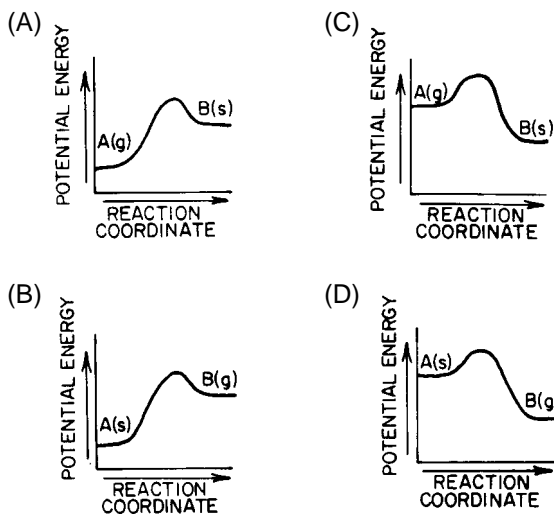 (A)
POTENTIAL ENERGY
A(g)
B(s)
REACTION
COORDINATE
(C)
POTENTIAL ENERGY
A(g)
B(s)
REACTION
COORDINATE
(B)
POTENTIAL ENERGY
A(s)
B(g)
REACTION
COORDINATE
(D)
POTENTIAL ENERGY
A(s)
B(g
REACTION
COORDINATE